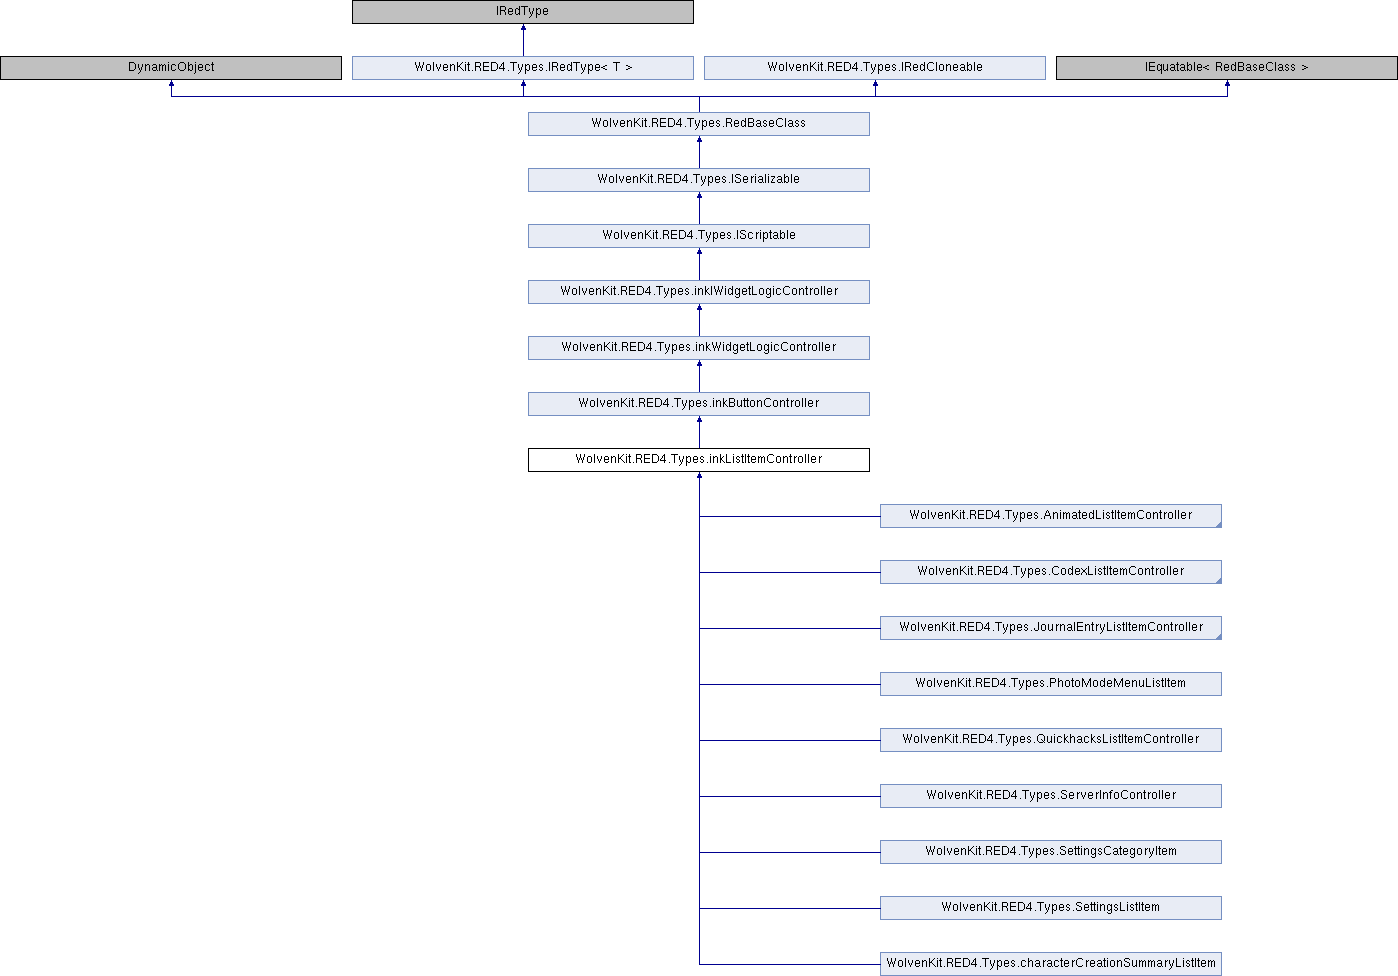 IRedType
DynamicObject
WolvenKit.RED4.Types.IRedType< T >
WolvenKit.RED4.Types.IRedCloneable
IEquatable< RedBaseClass >
WolvenKit.RED4.Types.RedBaseClass
WolvenKit.RED4.Types.ISerializable
WolvenKit.RED4.Types.IScriptable
WolvenKit.RED4.Types.inkIWidgetLogicController
WolvenKit.RED4.Types.inkWidgetLogicController
WolvenKit.RED4.Types.inkButtonController
WolvenKit.RED4.Types.inkListItemController
WolvenKit.RED4.Types.AnimatedListItemController
WolvenKit.RED4.Types.CodexListItemController
WolvenKit.RED4.Types.JournalEntryListItemController
WolvenKit.RED4.Types.PhotoModeMenuListItem
WolvenKit.RED4.Types.QuickhacksListItemController
WolvenKit.RED4.Types.ServerInfoController
WolvenKit.RED4.Types.SettingsCategoryItem
WolvenKit.RED4.Types.SettingsListItem
WolvenKit.RED4.Types.characterCreationSummaryListItem